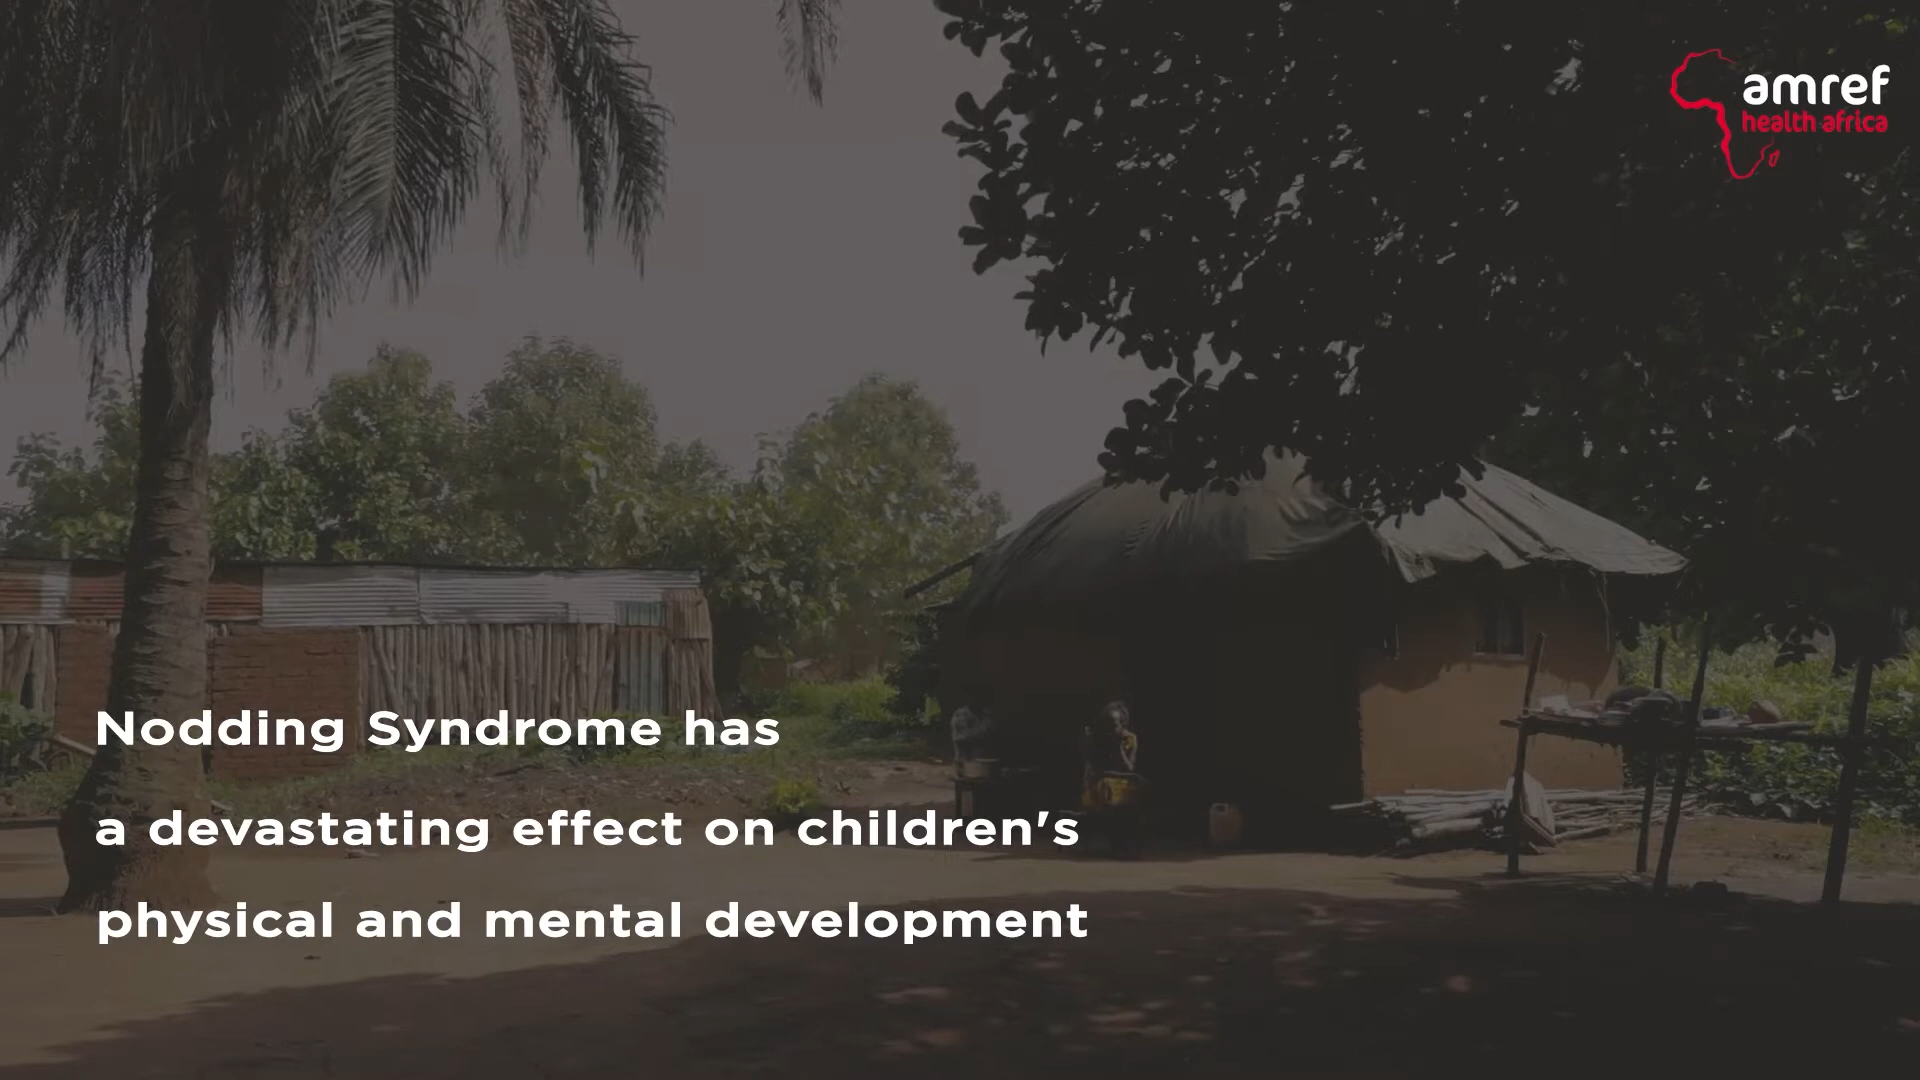 amref
health africa
Nodding Syndrome has
a devastating effect on children's
physical and mental development